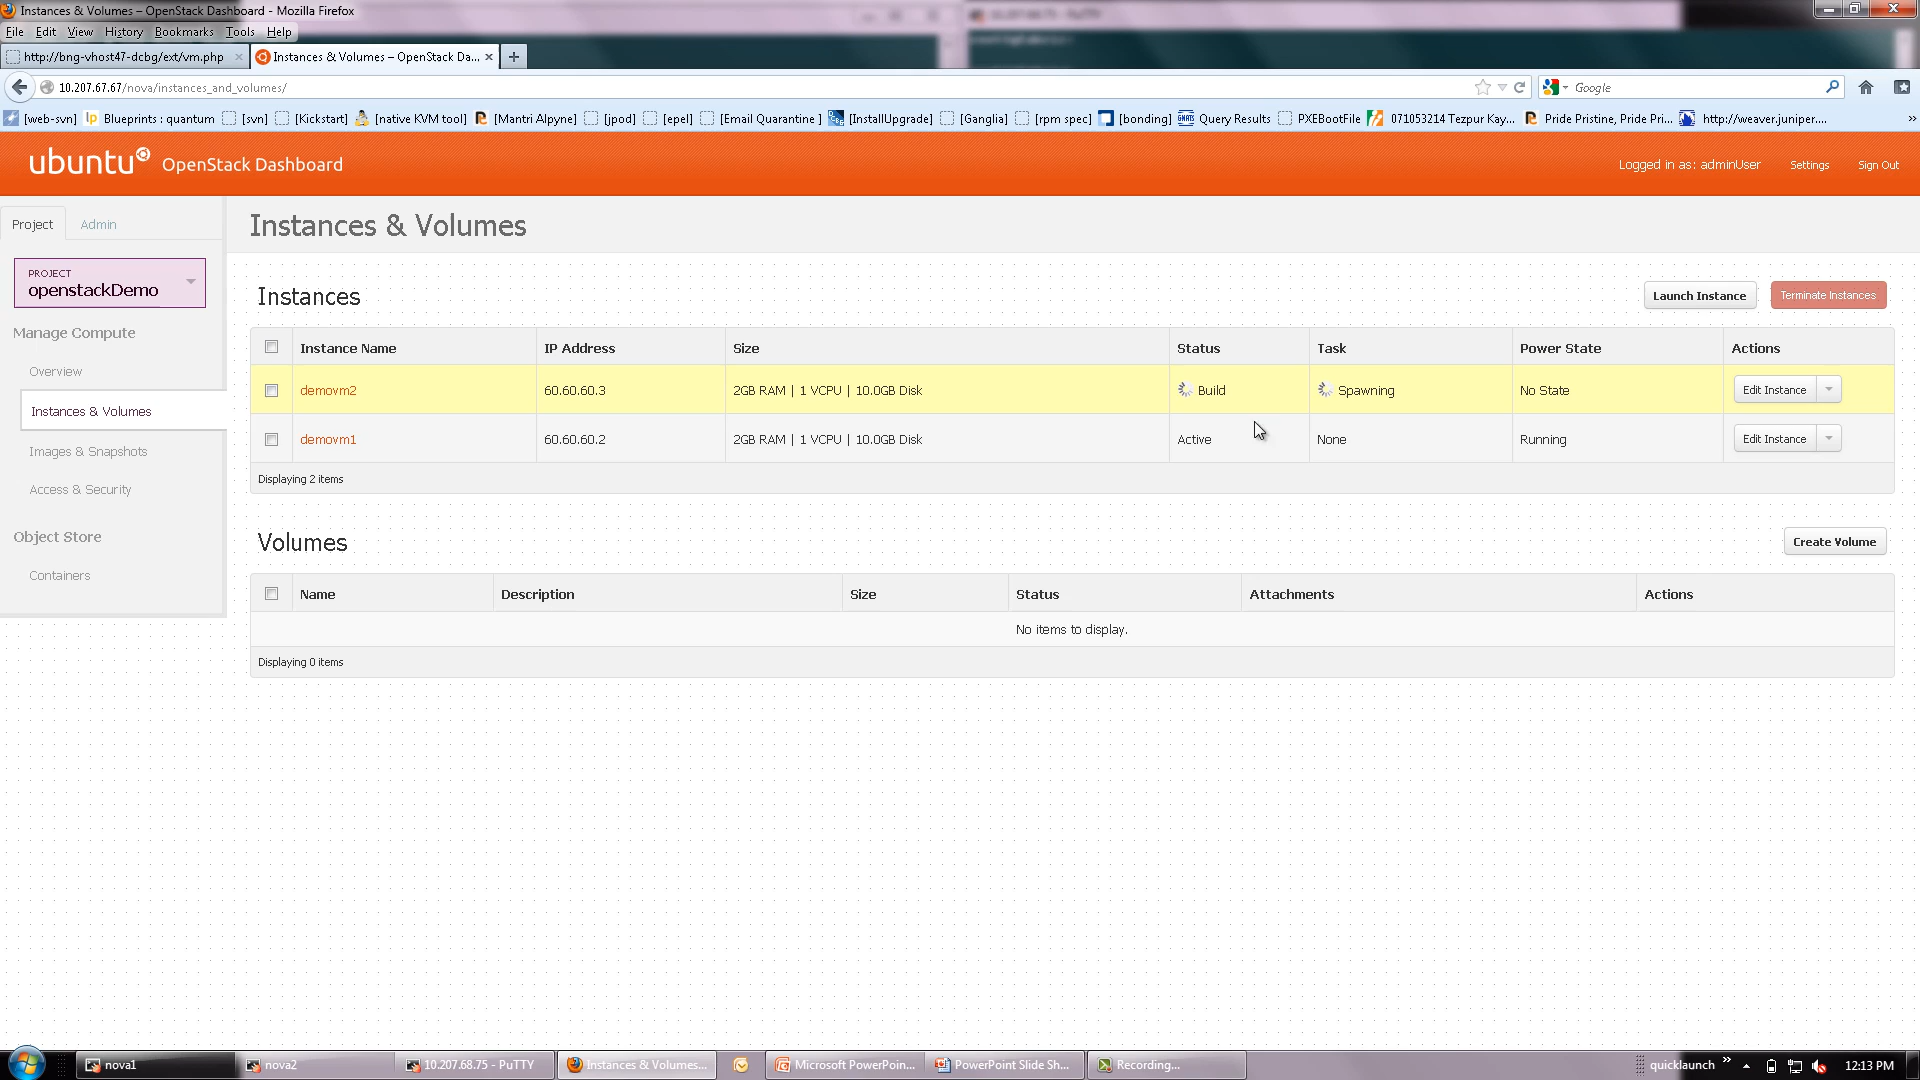 Instances & Volumes – OpenStack Dashboard - Mozilla Firefox
File Edit View History Bookmarks Tools Help
http://bng-vhost47-dcbg/ext/vm.php Instances & Volumes – OpenStack Da...
10.207.67.67/nova/instances_and_volumes/ Google
[web-svn] Blueprints : quantum [svn] [Kickstart] [native KVM tool] [Mantri Alpyne] [jpod] [epel] [Email Quarantine ] [InstallUpgrade] [Ganglia] [rpm spec] [bonding] Query Results PXEBootFile 071053214 Tezpur Kay... Pride Pristine, Pride Pri... http://weaver.juniper....
ubuntu OpenStack Dashboard
Logged in as: adminUser Settings Sign Out
Project Admin
Instances & Volumes
PROJECT
openstackDemo
Manage Compute
Overview
Instances & Volumes
Images & Snapshots
Access & Security
Object Store
Containers
Instances
Launch Instance Terminate Instances
Instance Name IP Address Size Status Task Power State Actions
demovm2 60.60.60.3 2GB RAM | 1 VCPU | 10.0GB Disk Build Spawning No State Edit Instance
demovm1 60.60.60.2 2GB RAM | 1 VCPU | 10.0GB Disk Active None Running Edit Instance
Displaying 2 items
Volumes
Create Volume
Name Description Size Status Attachments Actions
No items to display.
Displaying 0 items
nova1 nova2 10.207.68.75 - PuTTY Instances & Volumes... Microsoft PowerPoin... PowerPoint Slide Sh... Recording... quicklaunch 12:13 PM